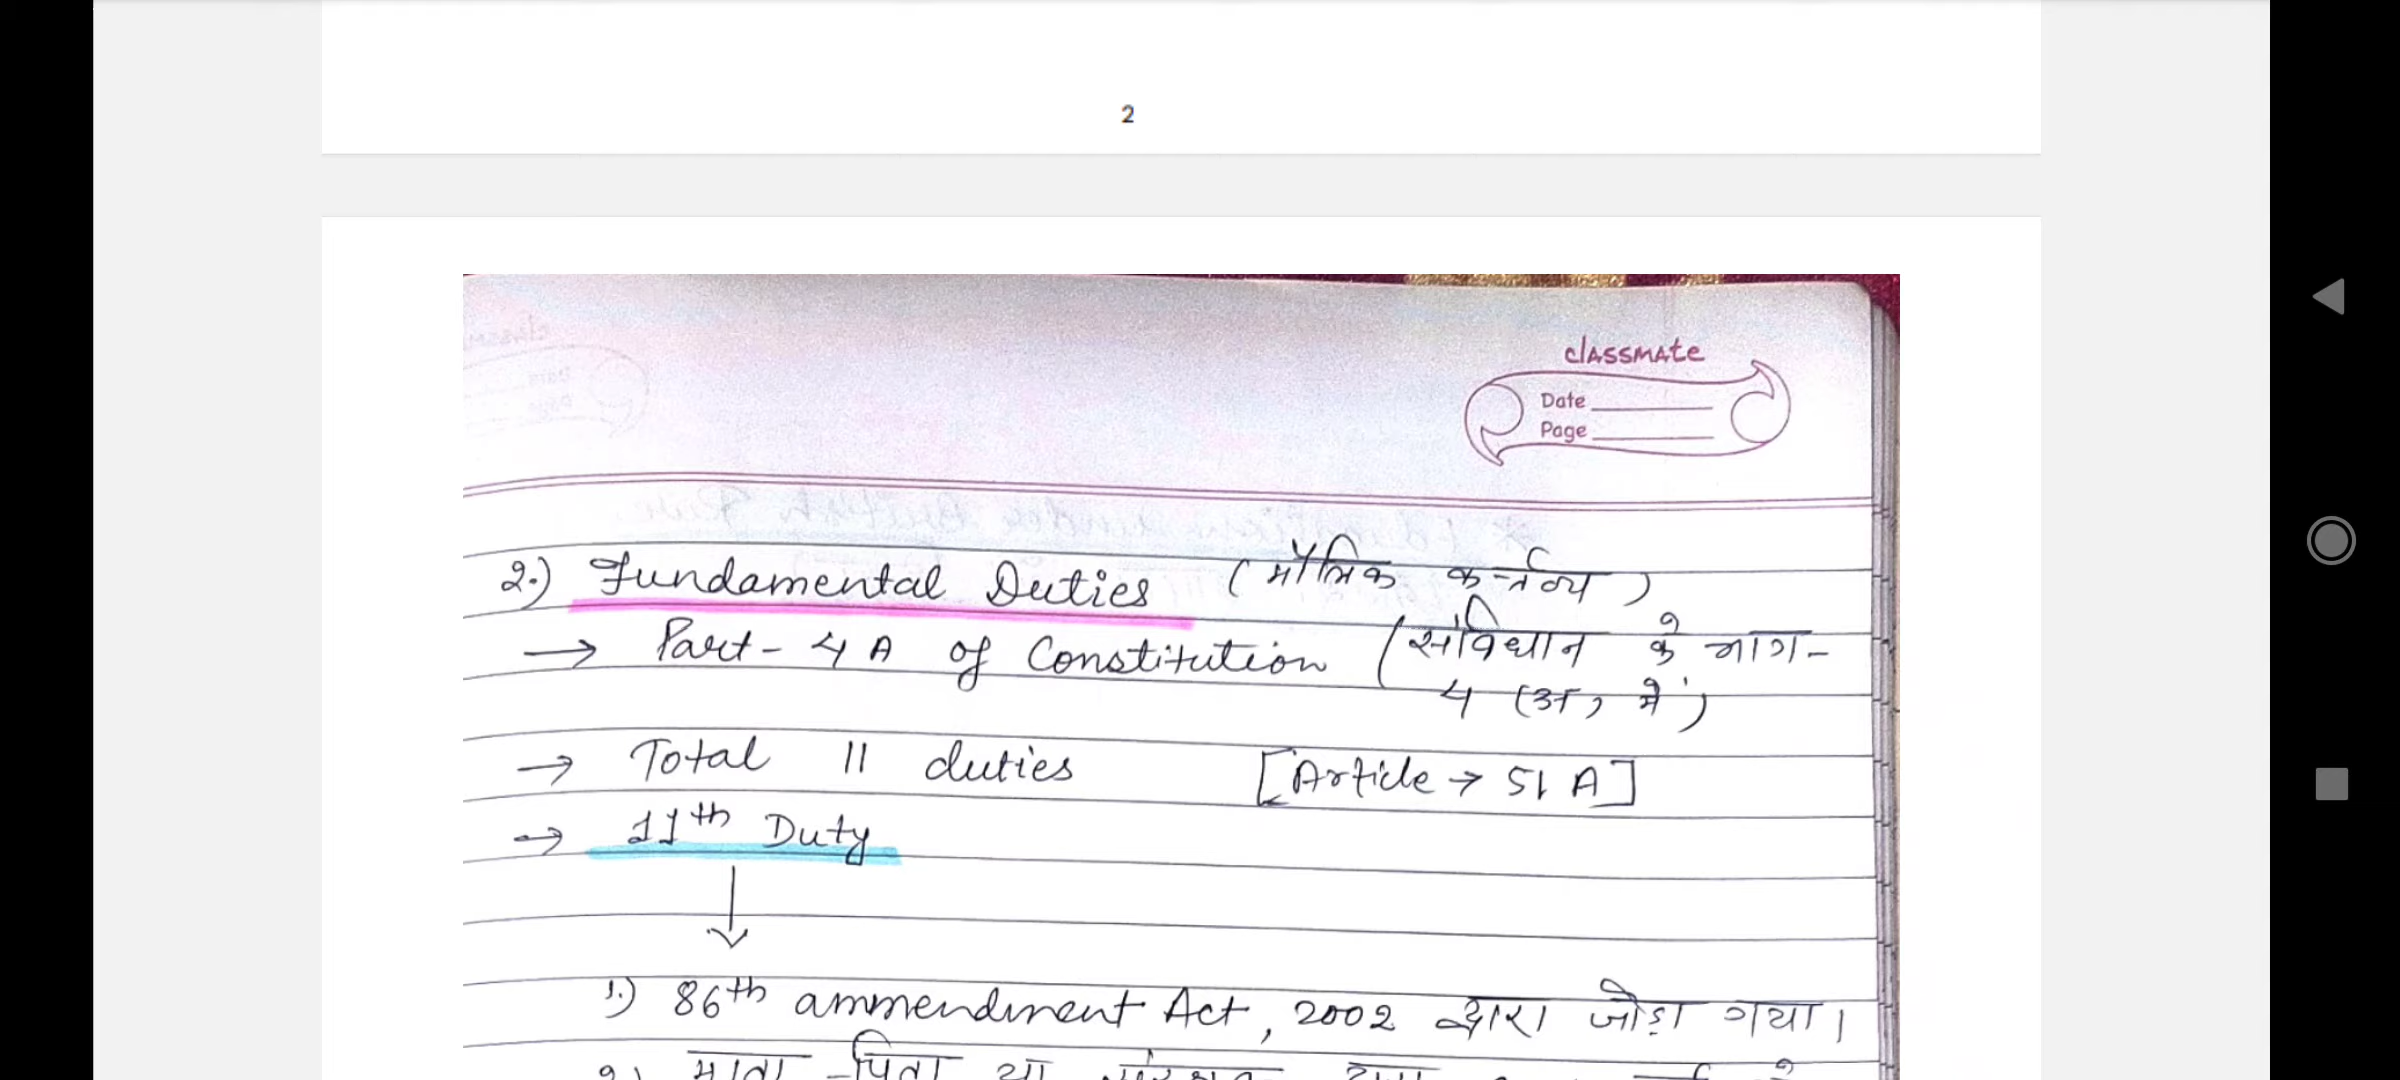 2
classmate
Date
Page
2.) Fundamental Duties (मौलिक कर्तव्य)
→ Part - 4 A of Constitution (संविधान के भाग-
4 (अ) में)
→ Total 11 duties [Article → 51 A]
→ 11th Duty
↓
1.) 86th ammendment Act, 2002 द्वारा जोड़ा गया।
2.) माता-पिता या